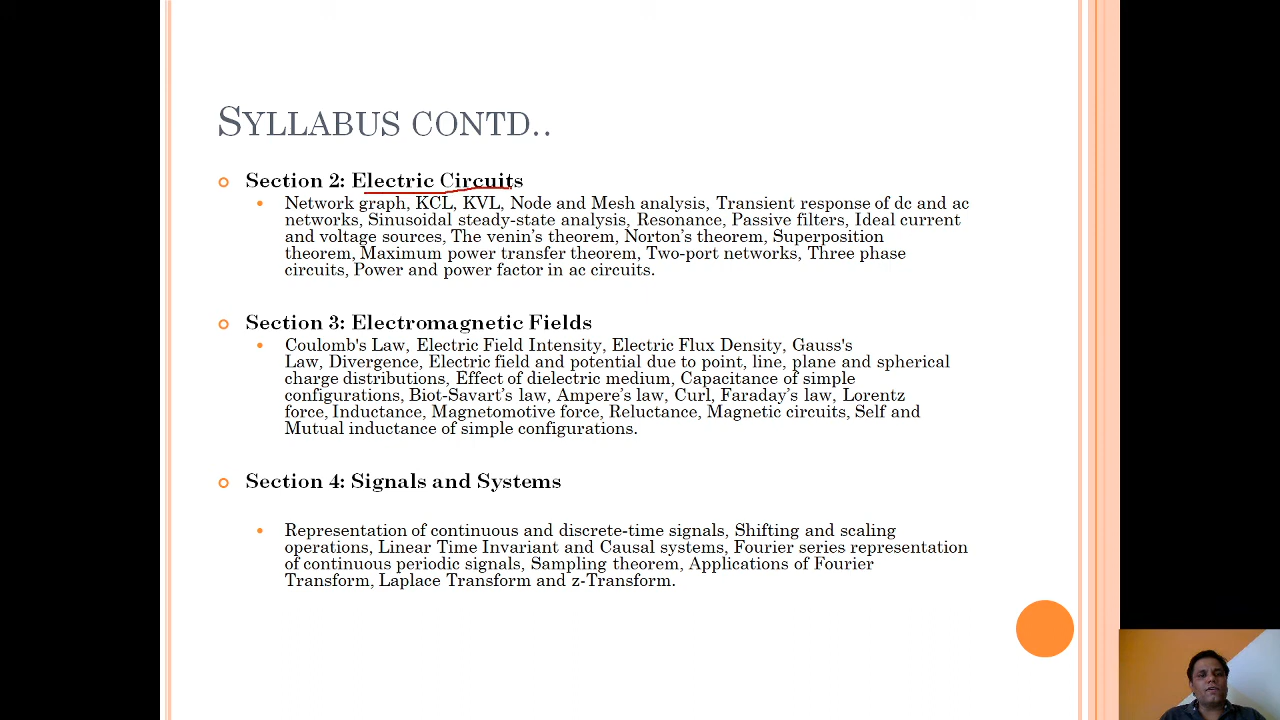 SYLLABUS CONTD..
Section 2: Electric Circuits
Network graph, KCL, KVL, Node and Mesh analysis, Transient response of dc and ac
networks, Sinusoidal steady-state analysis, Resonance, Passive filters, Ideal current
and voltage sources, The venin's theorem, Norton's theorem, Superposition
theorem, Maximum power transfer theorem, Two-port networks, Three phase
circuits, Power and power factor in ac circuits.
Section 3: Electromagnetic Fields
Coulomb's Law, Electric Field Intensity, Electric Flux Density, Gauss's
Law, Divergence, Electric field and potential due to point, line, plane and spherical
charge distributions, Effect of dielectric medium, Capacitance of simple
configurations, Biot-Savart's law, Ampere's law, Curl, Faraday's law, Lorentz
force, Inductance, Magnetomotive force, Reluctance, Magnetic circuits, Self and
Mutual inductance of simple configurations.
Section 4: Signals and Systems
Representation of continuous and discrete-time signals, Shifting and scaling
operations, Linear Time Invariant and Causal systems, Fourier series representation
of continuous periodic signals, Sampling theorem, Applications of Fourier
Transform, Laplace Transform and z-Transform.